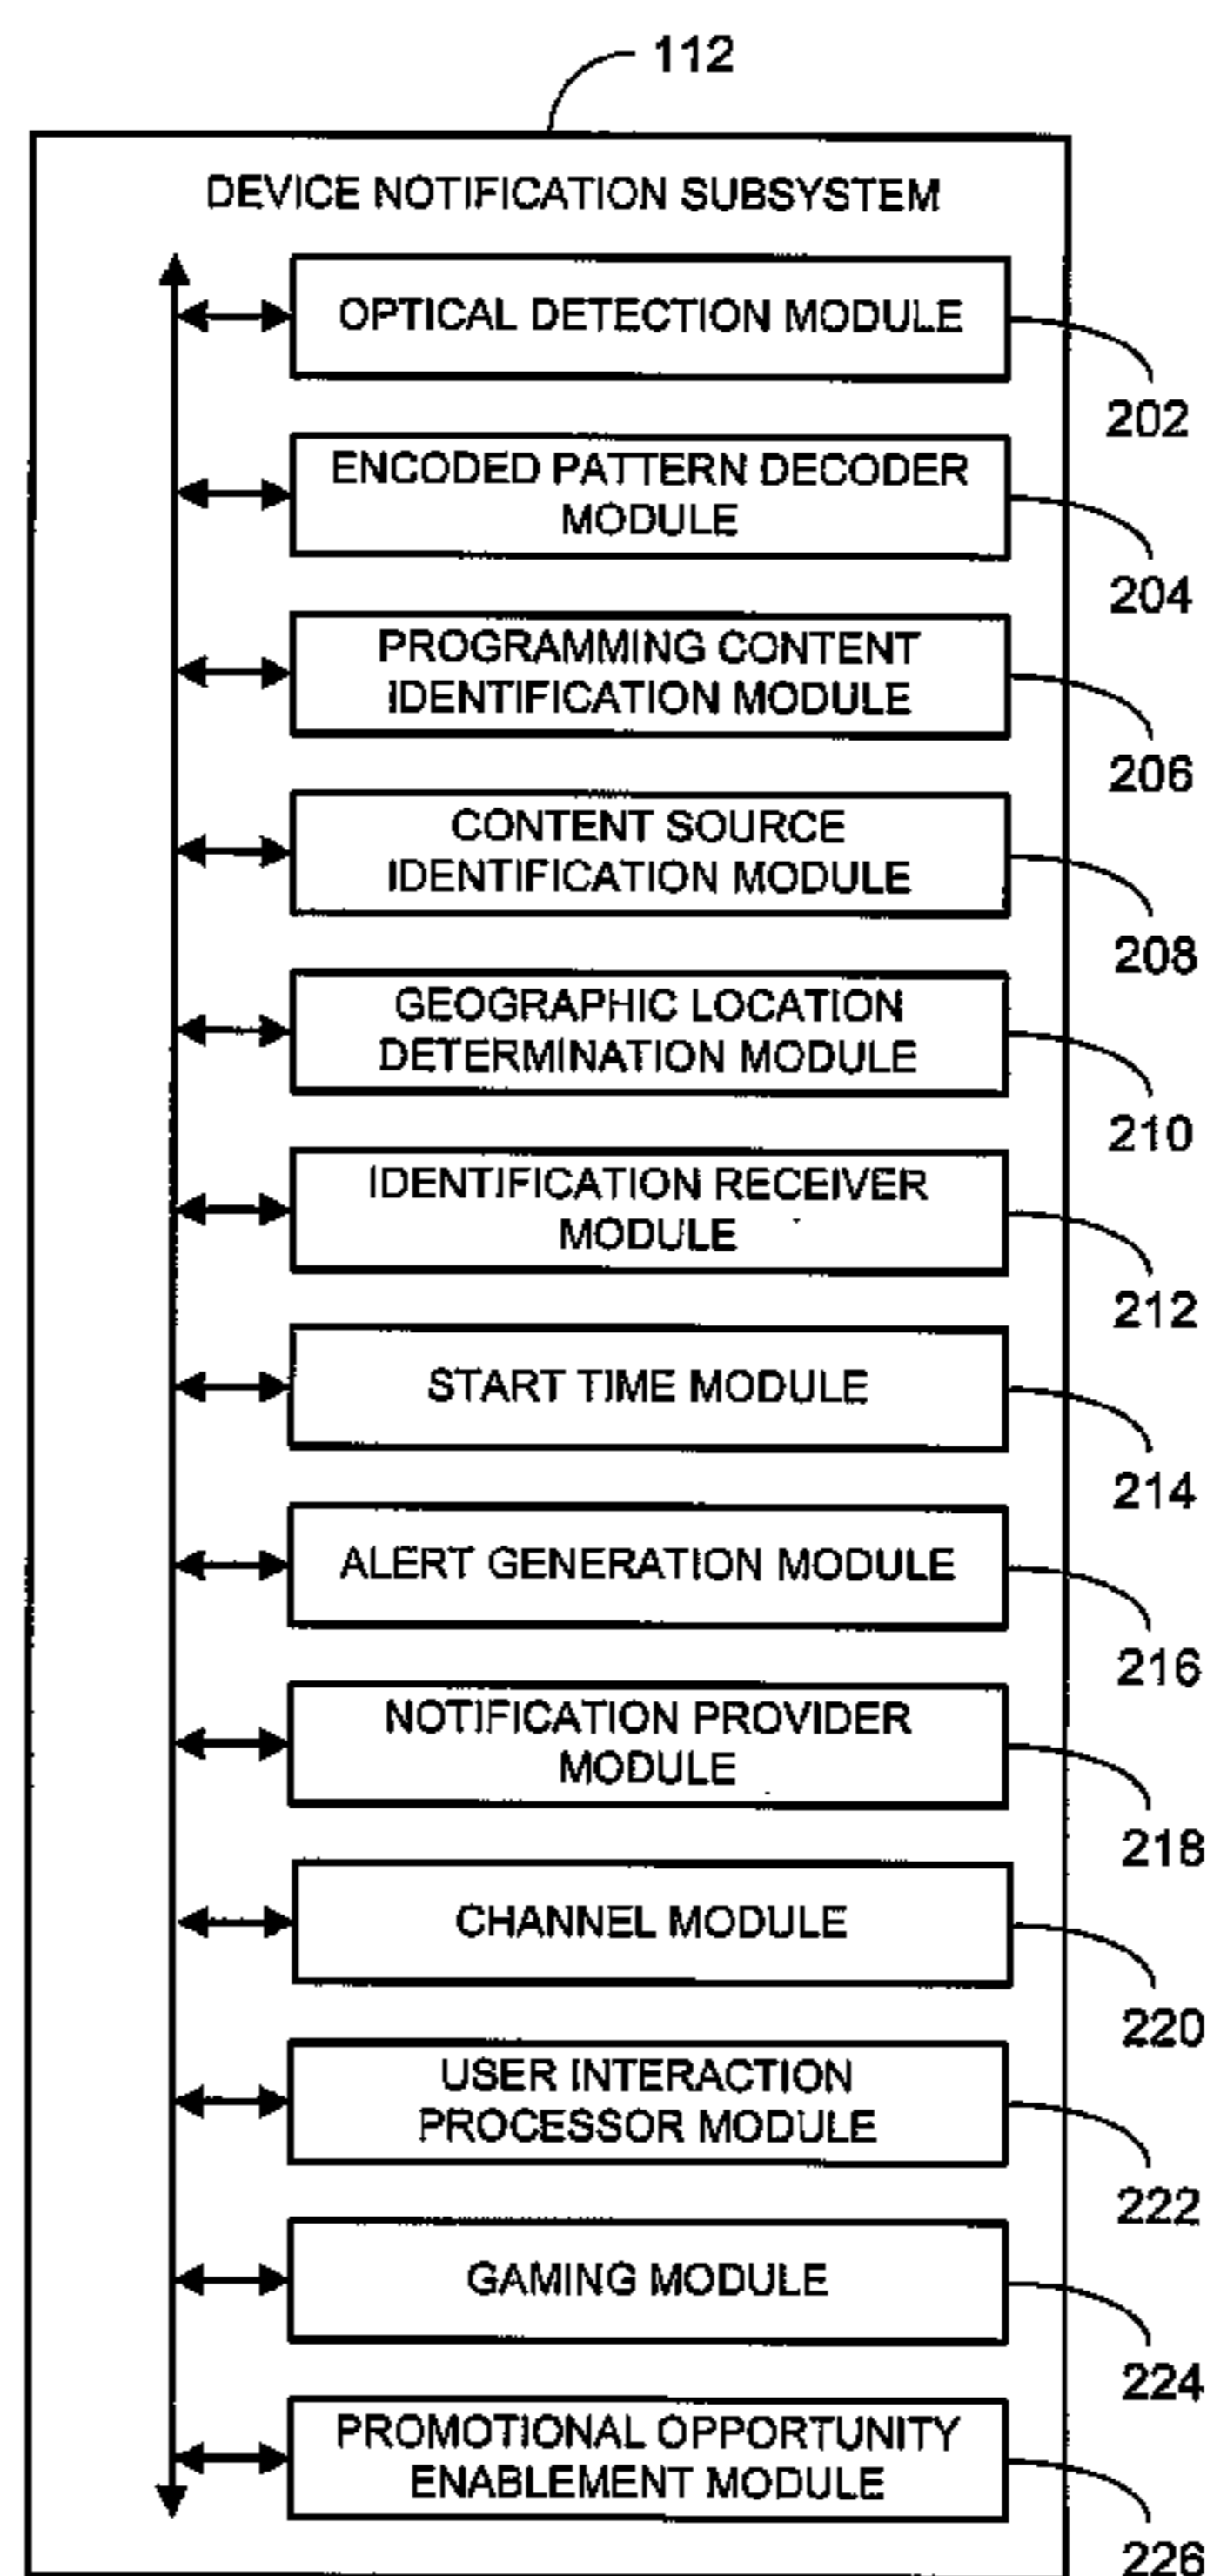 112
DEVICE NOTIFICATION SUBSYSTEM
OPTICAL DETECTION MODULE
202
ENCODED PATTERN DECODER
MODULE
204
PROGRAMMING CONTENT
IDENTIFICATION MODULE
206
CONTENT SOURCE
IDENTIFICATION MODULE
208
GEOGRAPHIC LOCATION
DETERMINATION MODULE
210
IDENTIFICATION RECEIVER
MODULE
212
START TIME MODULE
214
ALERT GENERATION MODULE
216
NOTIFICATION PROVIDER
MODULE
218
CHANNEL MODULE
220
USER INTERACTION
PROCESSOR MODULE
222
GAMING MODULE
224
PROMOTIONAL OPPORTUNITY
ENABLEMENT MODULE
226